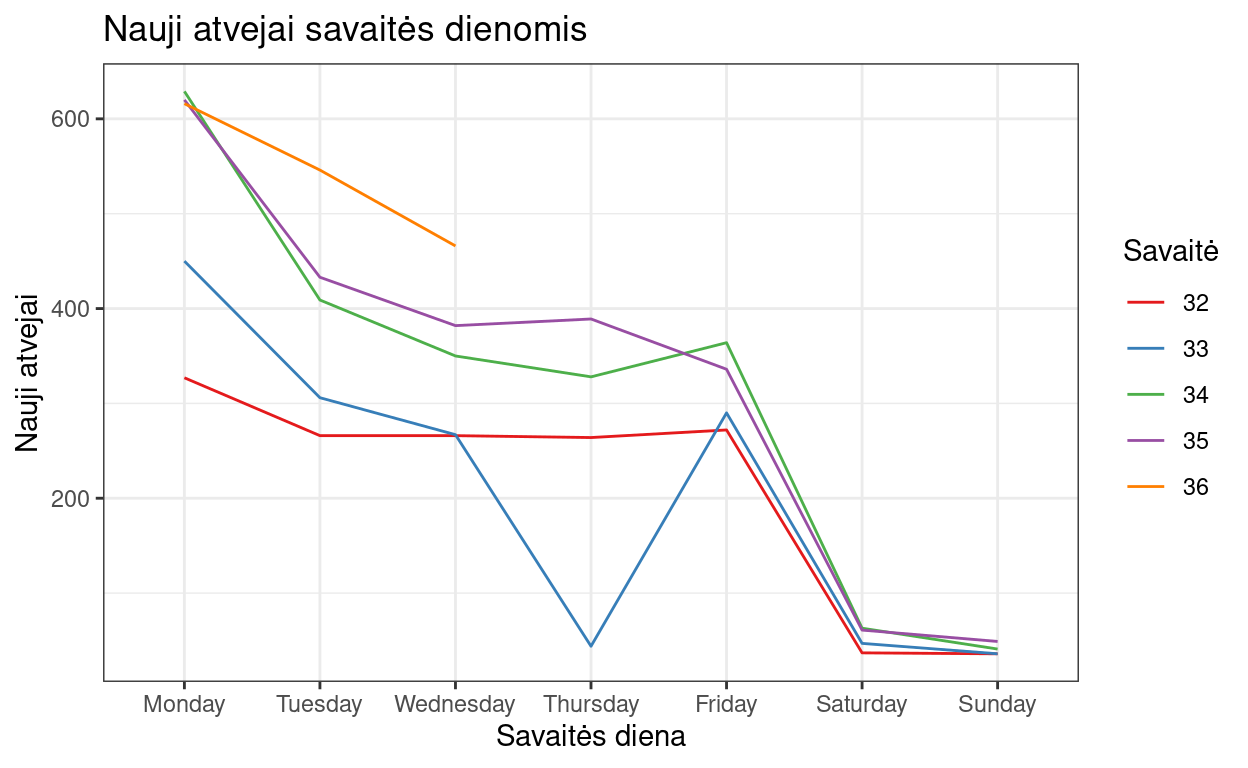 Nauji atvejai savaitės dienomis
Nauji atvejai
600
400
200
Monday Tuesday Wednesday Thursday Friday Saturday Sunday
Savaitės diena
Savaitė
32
33
34
35
36